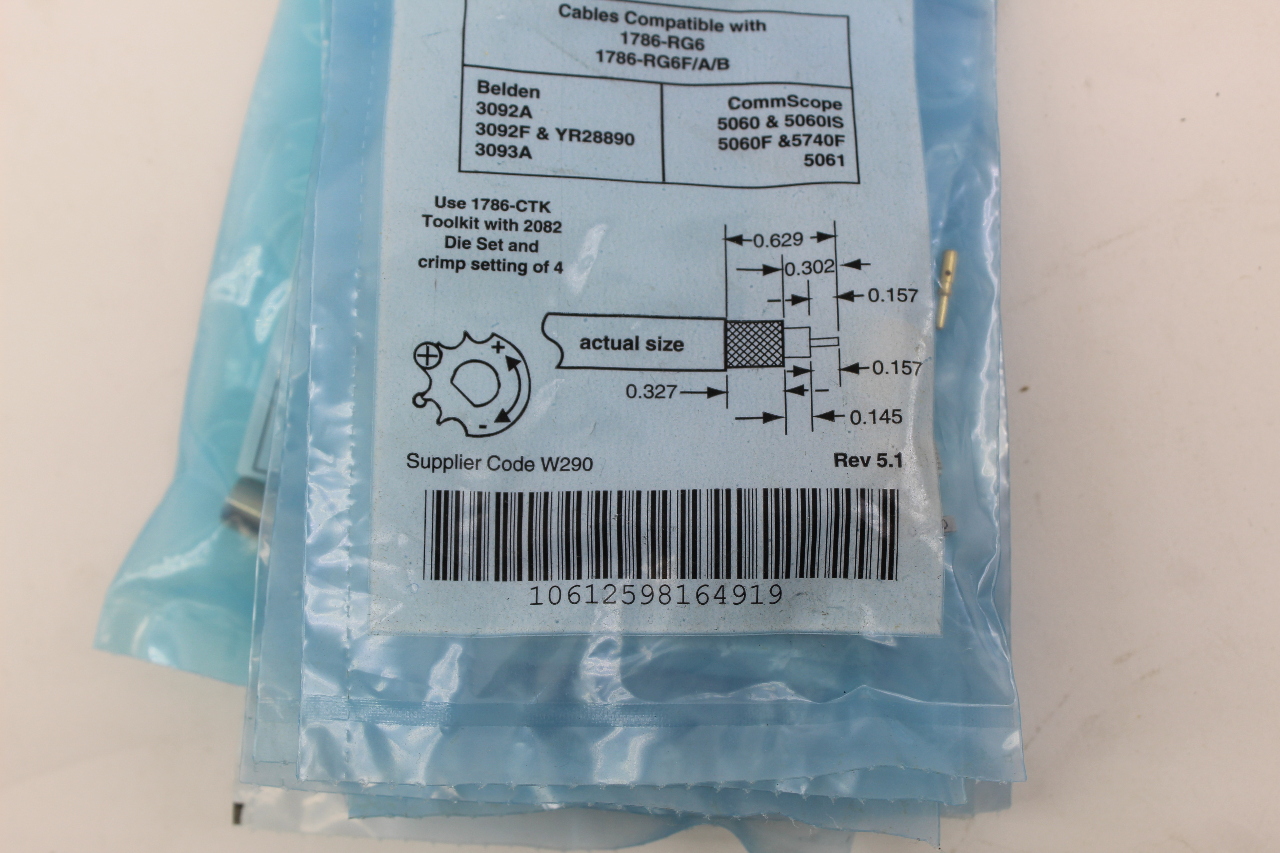 Cables Compatible with
1786-RG6
1786-RG6F/A/B
Belden
3092A
3092F & YR28890
3093A
CommScope
5060 & 5060IS
5060F &5740F
5061
Use 1786-CTK
Toolkit with 2082
Die Set and
crimp setting of 4
0.629
0.302
0.157
actual size
0.157
0.327
0.145
+
-
Supplier Code W290
Rev 5.1
10612598164919